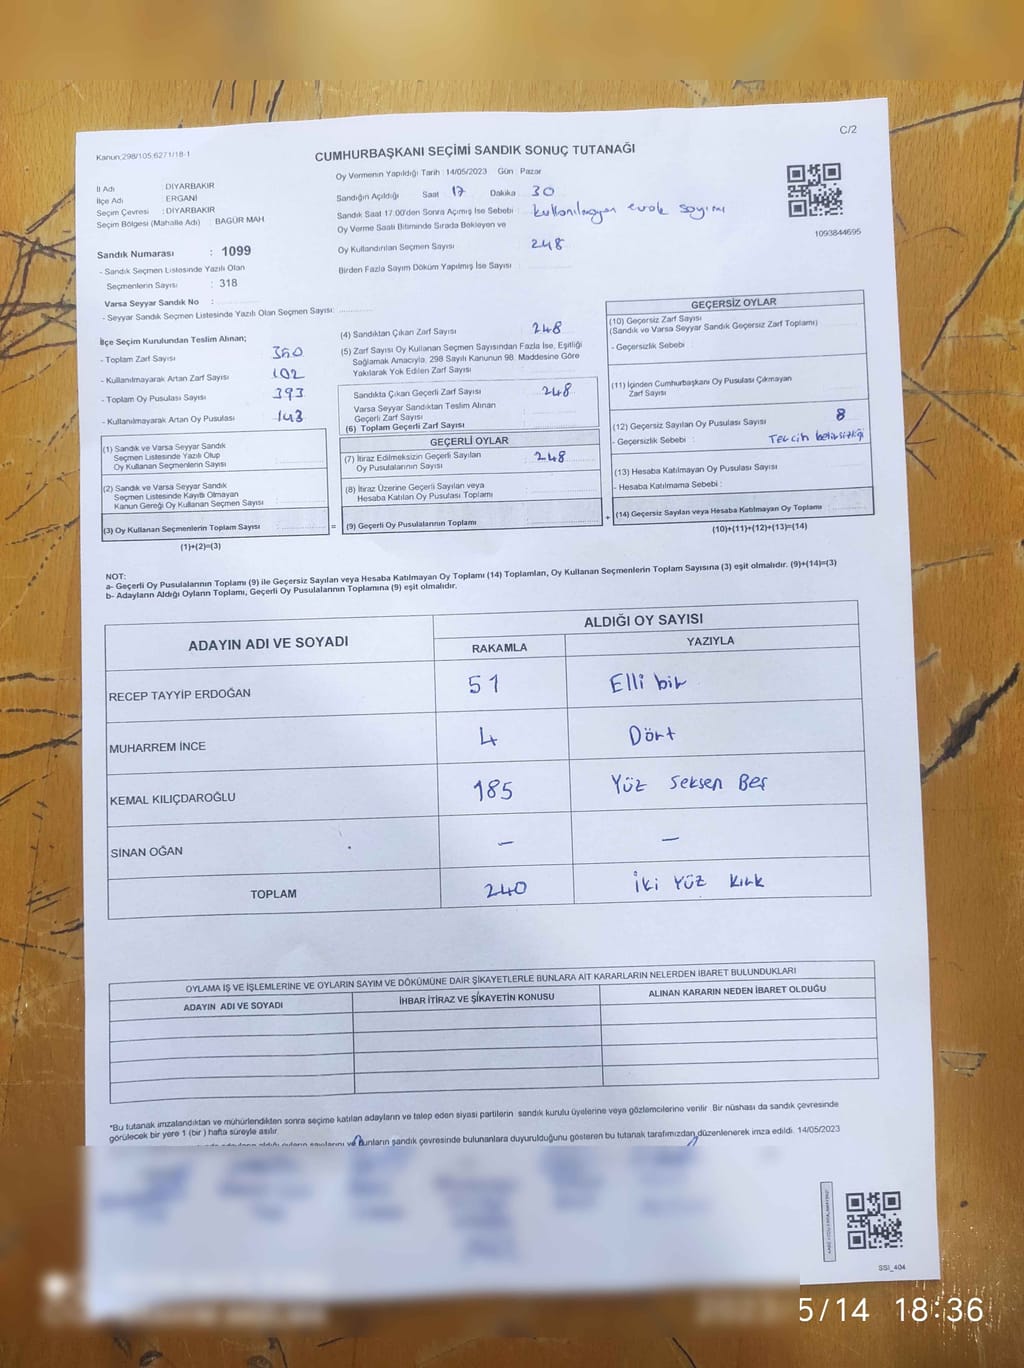 C/2
Kanun:298/105;6271/18-1
CUMHURBAŞKANI SEÇİMİ SANDIK SONUÇ TUTANAĞI
İl Adı : DİYARBAKIR
İlçe Adı : ERGANİ
Seçim Çevresi : DİYARBAKIR
Seçim Bölgesi (Mahalle Adı) : BAGÜR MAH
Oy Vermenin Yapıldığı Tarih : 14/05/2023 Gün Pazar
Sandığın Açıldığı Saat 17 Dakika 30
Sandık Saat 17.00'den Sonra Açımış İse Sebebi : kullanılmayan evrak sayımı
Oy Verme Saati Bitiminde Sırada Bekleyen ve
Oy Kullandırılan Seçmen Sayısı 248
Birden Fazla Sayım Döküm Yapılmış İse Sayısı :
1093844695
Sandık Numarası : 1099
- Sandık Seçmen Listesinde Yazılı Olan
Seçmenlerin Sayısı : 318
Varsa Seyyar Sandık No :
- Seyyar Sandık Seçmen Listesinde Yazılı Olan Seçmen Sayısı:
İlçe Seçim Kurulundan Teslim Alınan;
- Toplam Zarf Sayısı 350
- Kullanılmayarak Artan Zarf Sayısı 102
- Toplam Oy Pusulası Sayısı 393
- Kullanılmayarak Artan Oy Pusulası 143
(1) Sandık ve Varsa Seyyar Sandık
Seçmen Listesinde Yazılı Olup
Oy Kullanan Seçmenlerin Sayısı
(2) Sandık ve Varsa Seyyar Sandık
Seçmen Listesinde Kayıtlı Olmayan
Kanun Gereği Oy Kullanan Seçmen Sayısı
(3) Oy Kullanan Seçmenlerin Toplam Sayısı :
(1)+(2)=(3)
(4) Sandıktan Çıkan Zarf Sayısı 248
(5) Zarf Sayısı Oy Kullanan Seçmen Sayısından Fazla İse, Eşitliği
Sağlamak Amacıyla, 298 Sayılı Kanunun 98. Maddesine Göre
Yakılarak Yok Edilen Zarf Sayısı
Sandıkta Çıkan Geçerli Zarf Sayısı 248
Varsa Seyyar Sandıktan Teslim Alınan
Geçerli Zarf Sayısı
(6) Toplam Geçerli Zarf Sayısı
GEÇERLİ OYLAR
(7) İtiraz Edilmeksizin Geçerli Sayılan
Oy Pusulalarının Sayısı : 248
(8) İtiraz Üzerine Geçerli Sayılan veya
Hesaba Katılan Oy Pusulası Toplamı
=
(9) Geçerli Oy Pusulalarının Toplamı
+
GEÇERSİZ OYLAR
(10) Geçersiz Zarf Sayısı
(Sandık ve Varsa Seyyar Sandık Geçersiz Zarf Toplamı)
- Geçersizlik Sebebi :
(11) İçinden Cumhurbaşkanı Oy Pusulası Çıkmayan
Zarf Sayısı
(12) Geçersiz Sayılan Oy Pusulası Sayısı 8
- Geçersizlik Sebebi : Tercih belirsizliği
(13) Hesaba Katılmayan Oy Pusulası Sayısı
- Hesaba Katılmama Sebebi :
(14) Geçersiz Sayılan veya Hesaba Katılmayan Oy Toplamı
(10)+(11)+(12)+(13)=(14)
NOT:
a- Geçerli Oy Pusulalarının Toplamı (9) ile Geçersiz Sayılan veya Hesaba Katılmayan Oy Toplamı (14) Toplamları, Oy Kullanan Seçmenlerin Toplam Sayısına (3) eşit olmalıdır. (9)+(14)=(3)
b- Adayların Aldığı Oyların Toplamı, Geçerli Oy Pusulalarının Toplamına (9) eşit olmalıdır.
ADAYIN ADI VE SOYADI ALDIĞI OY SAYISI
RAKAMLA YAZIYLA
RECEP TAYYİP ERDOĞAN 51 Elli bir
MUHARREM İNCE 4 Dört
KEMAL KILIÇDAROĞLU 185 Yüz Seksen Beş
SİNAN OĞAN — —
TOPLAM 240 İki Yüz Kırk
OYLAMA İŞ VE İŞLEMLERİNE VE OYLARIN SAYIM VE DÖKÜMÜNE DAİR ŞİKAYETLERLE BUNLARA AİT KARARLARIN NELERDEN İBARET BULUNDUKLARI
ADAYIN ADI VE SOYADI İHBAR İTİRAZ VE ŞİKAYETİN KONUSU ALINAN KARARIN NEDEN İBARET OLDUĞU
*Bu tutanak imzalandıktan ve mühürlendikten sonra seçime katılan adayların ve talep eden siyasi partilerin sandık kurulu üyelerine veya gözlemcilerine verilir Bir nüshası da sandık çevresinde
görülecek bir yere 1 (bir ) hafta süreyle asılır.
bunların sandık çevresinde bulunanlara duyurulduğunu gösteren bu tutanak tarafımızdan düzenlenerek imza edildi. 14/05/2023
SSI_404
5/14 18:36